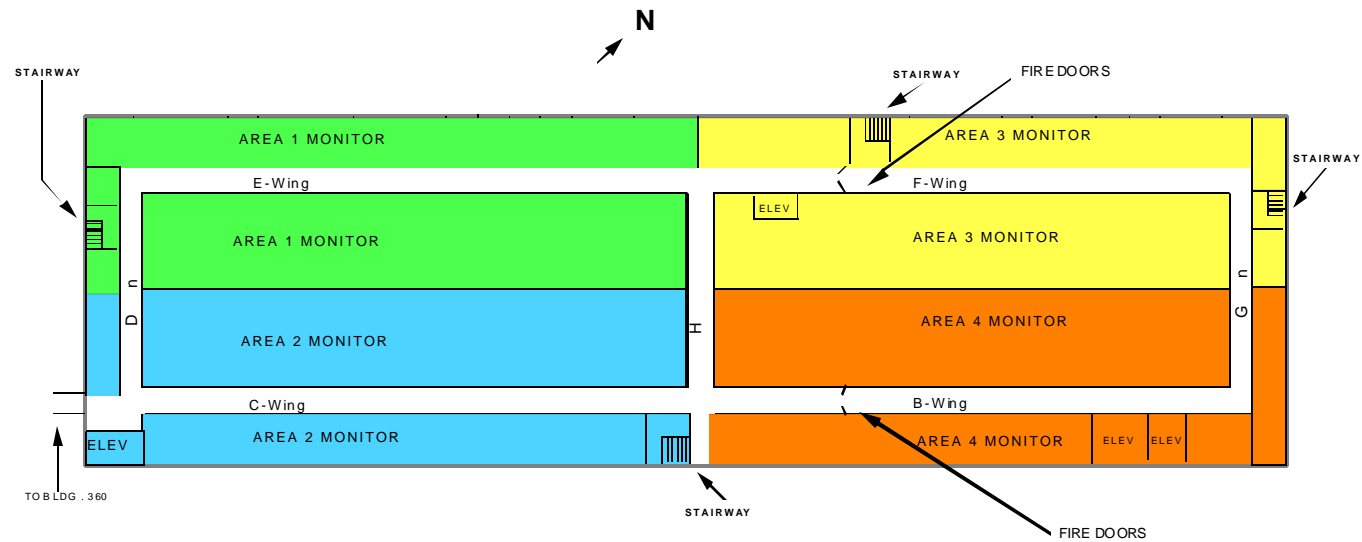 N
STAIRWAY
STAIRWAY
FIRE DOORS
AREA 1 MONITOR
AREA 3 MONITOR
STAIRWAY
E-Wing
F-Wing
ELEV
AREA 1 MONITOR
AREA 3 MONITOR
D n
H
G n
AREA 2 MONITOR
AREA 4 MONITOR
C-Wing
B-Wing
ELEV
AREA 2 MONITOR
AREA 4 MONITOR
ELEV
ELEV
TO BLDG. 360
STAIRWAY
FIRE DOORS